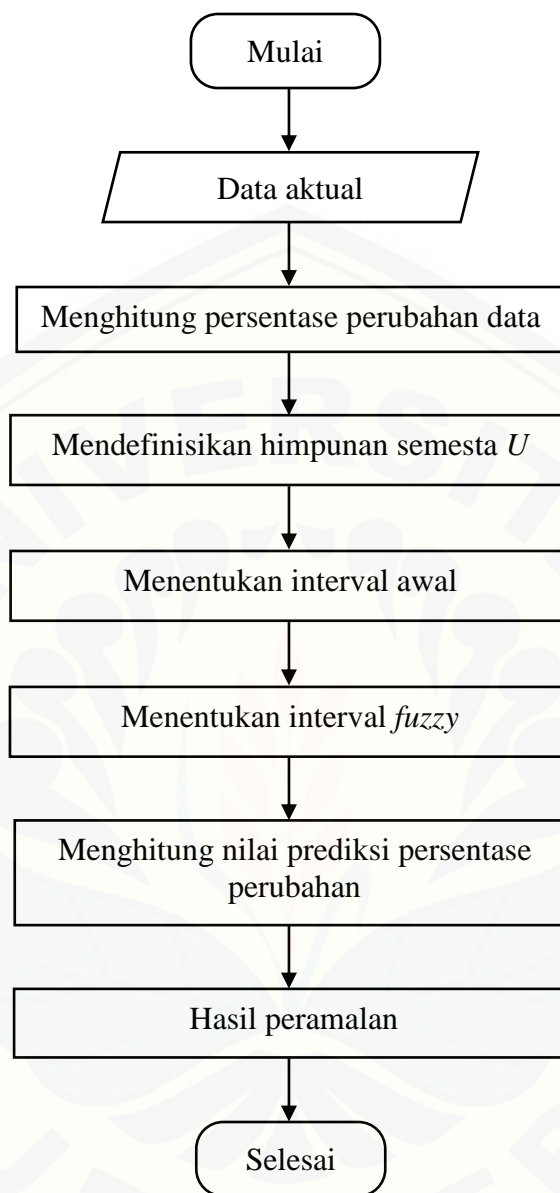 Mulai
Data aktual
Menghitung persentase perubahan data
Mendefinisikan himpunan semesta U
Menentukan interval awal
Menentukan interval fuzzy
Menghitung nilai prediksi persentase
perubahan
Hasil peramalan
Selesai